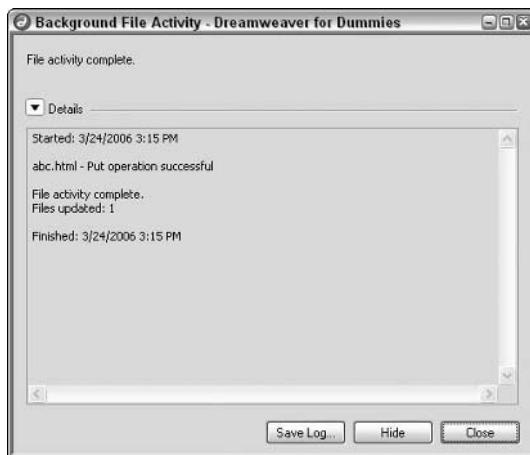 Background File Activity - Dreamweaver for Dummies
File activity complete.
Details
Started: 3/24/2006 3:15 PM
abc.html - Put operation successful
File activity complete.
Files updated: 1
Finished: 3/24/2006 3:15 PM
Save Log... Hide Close